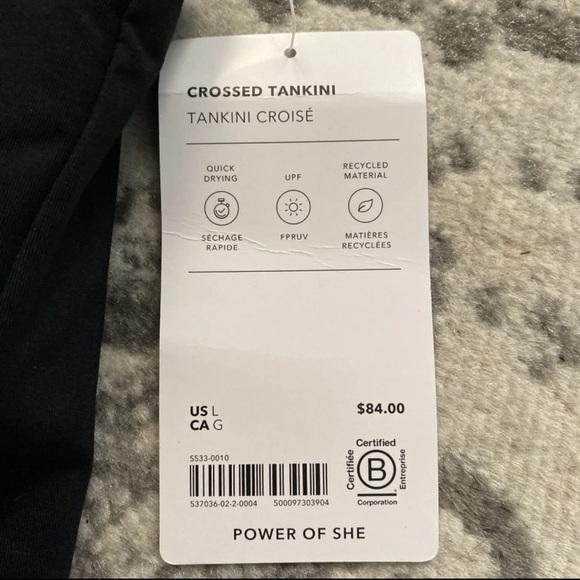 CROSSED TANKINI
TANKINI CROISÉ
QUICK DRYING
UPF
RECYCLED MATERIAL
SÉCHAGE RAPIDE
FPRUV
MATIÈRES RECYCLÉES
US L
CA G
$84.00
SS33-0010
537036-02-2-0004 500097303904
Certified
Certifiée
B
Entreprise
Corporation
POWER OF SHE